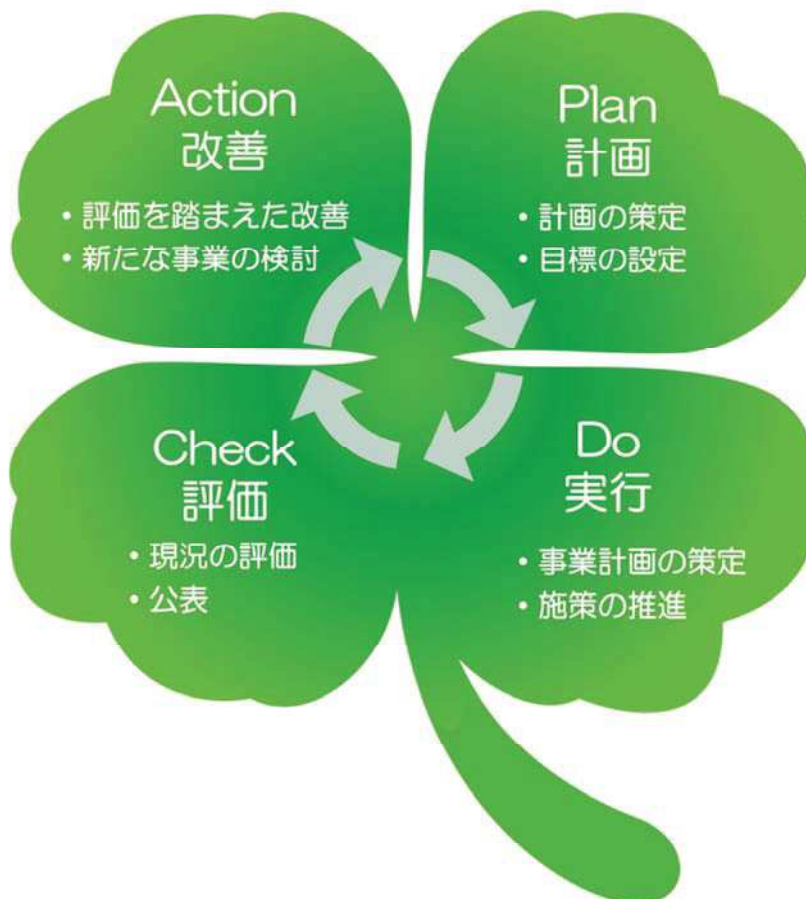 Action
改善
・評価を踏まえた改善
・新たな事業の検討
Plan
計画
・計画の策定
・目標の設定
Check
評価
・現況の評価
・公表
Do
実行
・事業計画の策定
・施策の推進